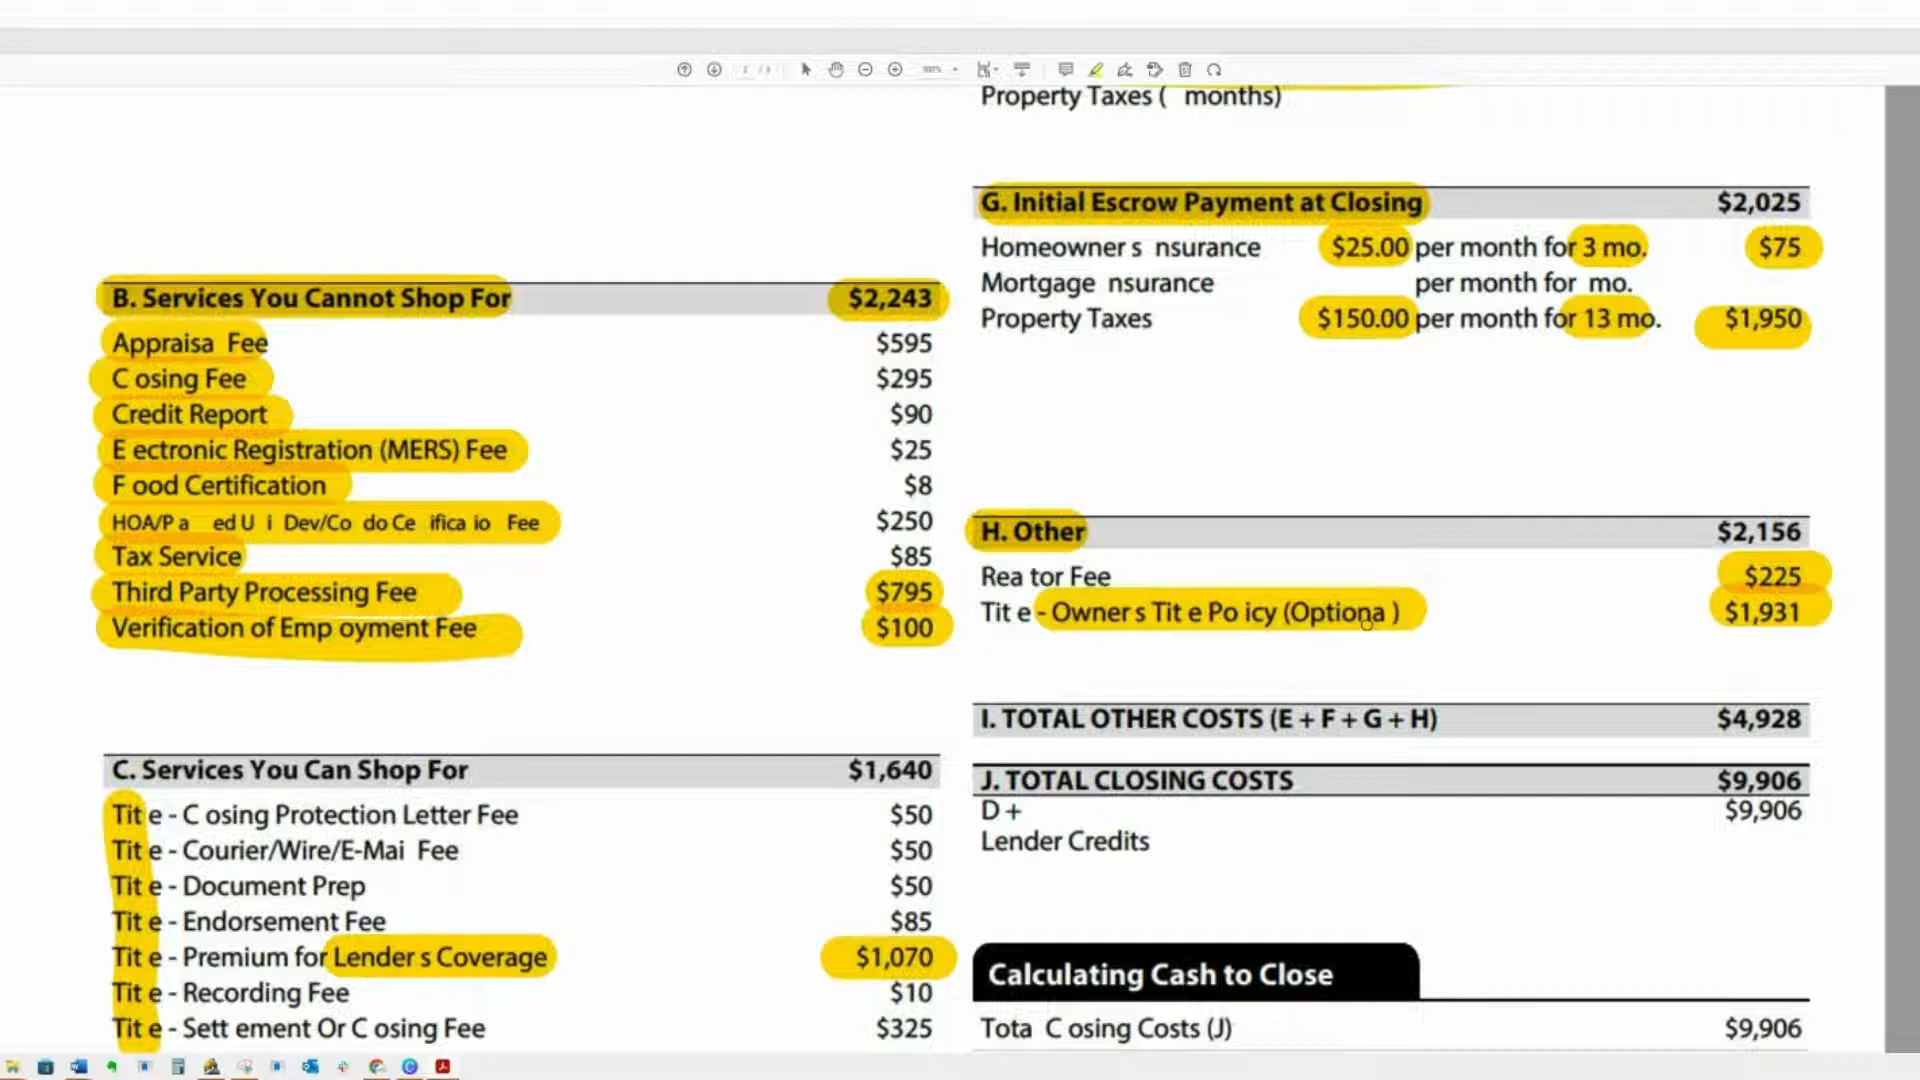 B. Services You Cannot Shop For $2,243
Appraisa Fee $595
C osing Fee $295
Credit Report $90
E ectronic Registration (MERS) Fee $25
F ood Certification $8
HOA/P a ed U i Dev/Co do Ce ifica io Fee $250
Tax Service $85
Third Party Processing Fee $795
Verification of Emp oyment Fee $100
C. Services You Can Shop For $1,640
Tit e - C osing Protection Letter Fee $50
Tit e - Courier/Wire/E-Mai Fee $50
Tit e - Document Prep $50
Tit e - Endorsement Fee $85
Tit e - Premium for Lender s Coverage $1,070
Tit e - Recording Fee $10
Tit e - Sett ement Or C osing Fee $325
Property Taxes ( months)
G. Initial Escrow Payment at Closing $2,025
Homeowner s nsurance $25.00 per month for 3 mo. $75
Mortgage nsurance per month for mo.
Property Taxes $150.00 per month for 13 mo. $1,950
H. Other $2,156
Rea tor Fee $225
Tit e - Owner s Tit e Po icy (Optiona ) $1,931
I. TOTAL OTHER COSTS (E + F + G + H) $4,928
J. TOTAL CLOSING COSTS $9,906
D + $9,906
Lender Credits
Calculating Cash to Close
Tota C osing Costs (J) $9,906